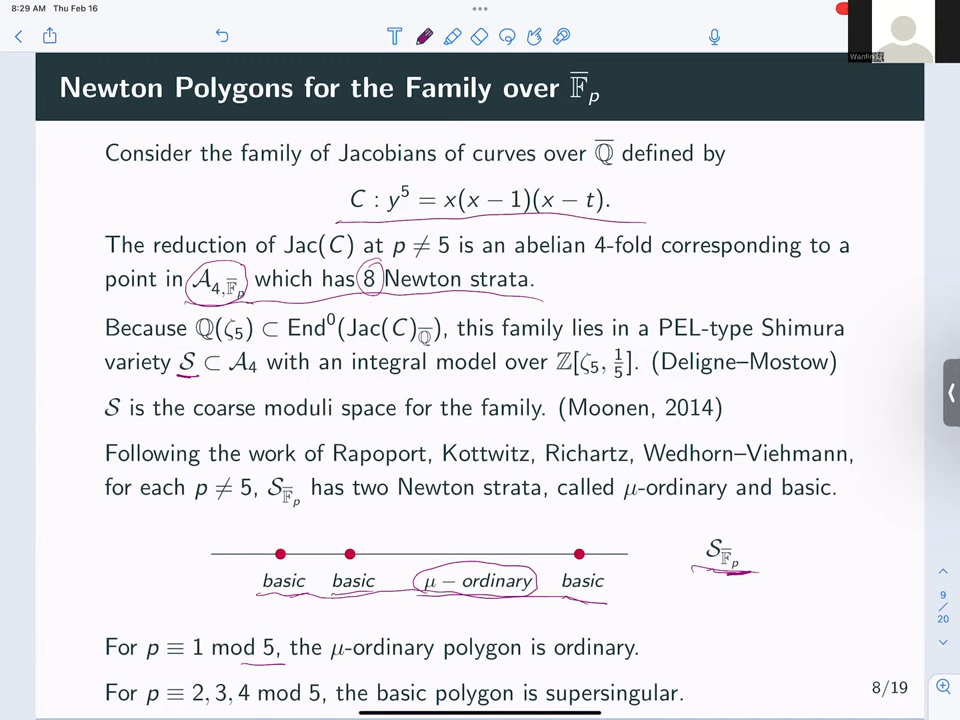 8:29 AM Thu Feb 16
Newton Polygons for the Family over F̅_p
Consider the family of Jacobians of curves over Q̅ defined by
C : y⁵ = x(x − 1)(x − t).
The reduction of Jac(C) at p ≠ 5 is an abelian 4-fold corresponding to a
point in 𝒜_{4,F̅_p} which has 8 Newton strata.
Because ℚ(ζ₅) ⊂ End⁰(Jac(C)_Q̅), this family lies in a PEL-type Shimura
variety 𝒮 ⊂ 𝒜₄ with an integral model over ℤ[ζ₅, 1/5]. (Deligne–Mostow)
𝒮 is the coarse moduli space for the family. (Moonen, 2014)
Following the work of Rapoport, Kottwitz, Richartz, Wedhorn–Viehmann,
for each p ≠ 5, 𝒮_F̅_p has two Newton strata, called μ-ordinary and basic.
𝒮_F̅_p
basic basic μ − ordinary basic
For p ≡ 1 mod 5, the μ-ordinary polygon is ordinary.
For p ≡ 2, 3, 4 mod 5, the basic polygon is supersingular.
8/19
9
/
20